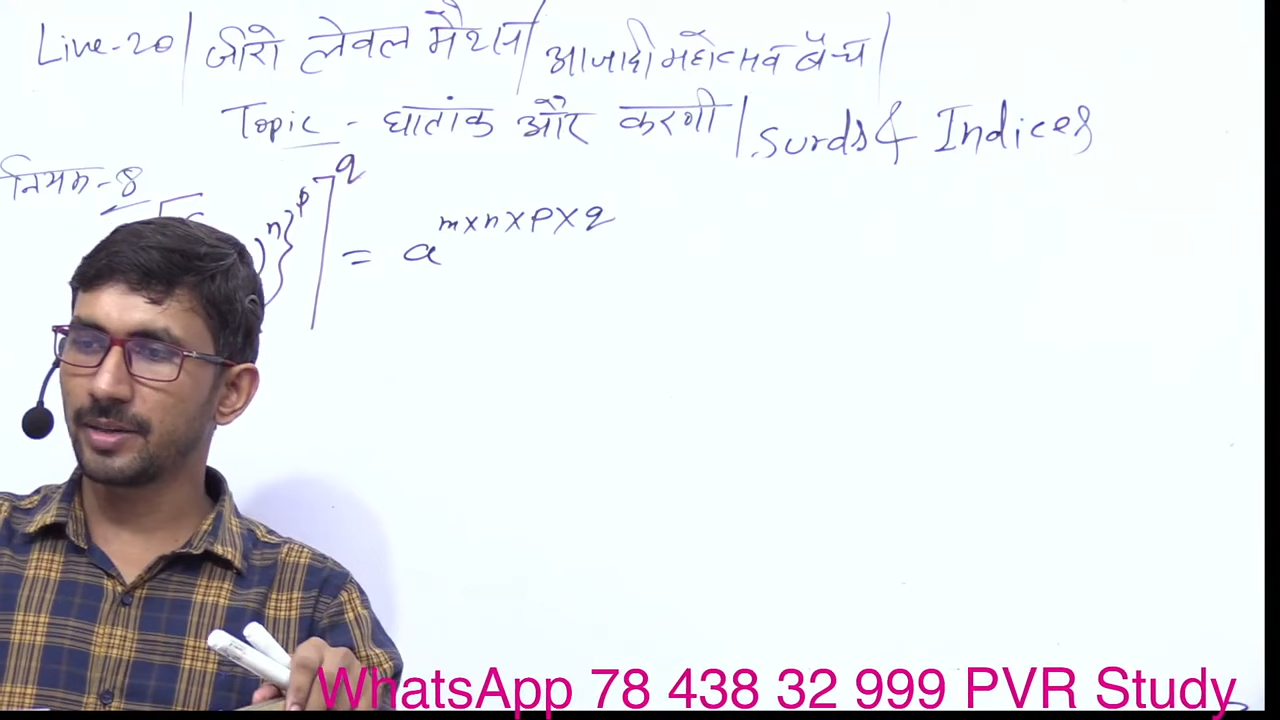 Live-20 | जीरो लेवल मैथ्स / आजादी महोत्सव बैच |
Topic - घातांक और करणी | Surds & Indices
नियम-8
)ⁿ}ᵖ]^q = a^m×n×p×q
WhatsApp 78 438 32 999 PVR Study